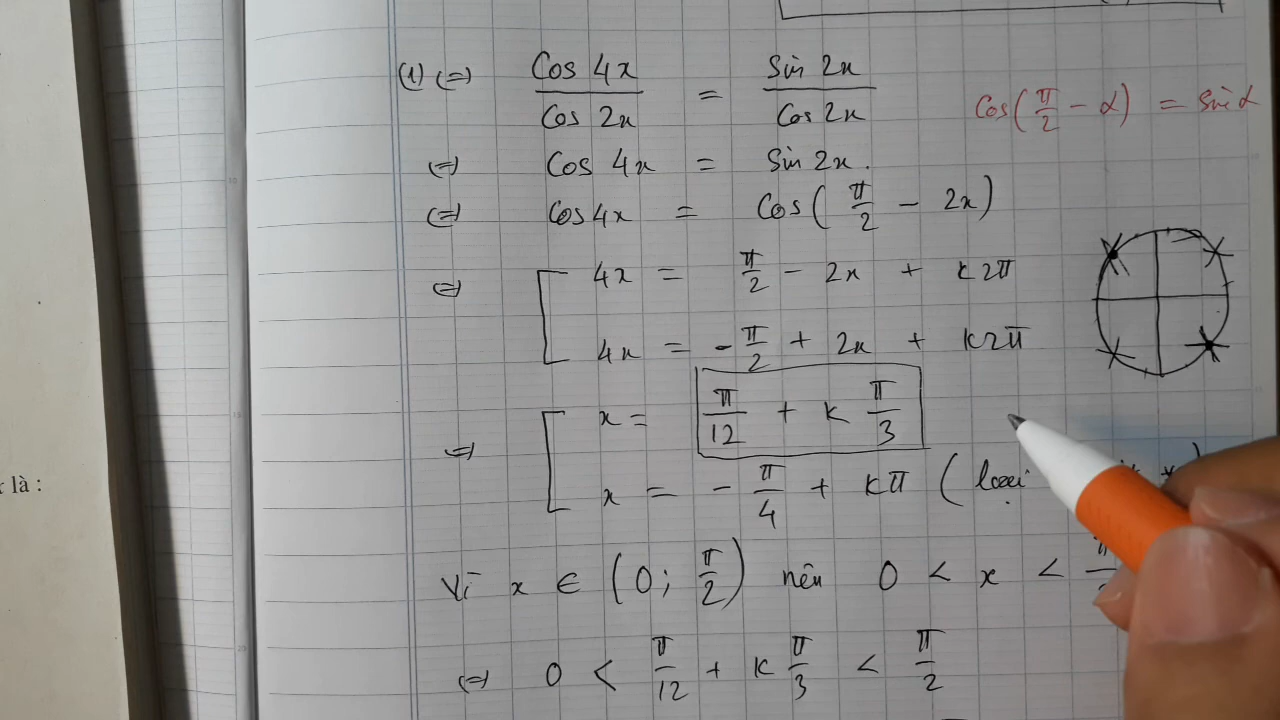 (1) ⇔ Cos 4x / Cos 2x = Sin 2x / Cos 2x
Cos(π/2 - α) = Sin α
⇔ Cos 4x = Sin 2x.
⇔ Cos 4x = Cos(π/2 - 2x)
⇔ [ 4x = π/2 - 2x + k2π
4x = -π/2 + 2x + k2π
⇔ [ x = π/12 + k π/3
x = - π/4 + kπ (loại
là :
Vì x ∈ (0; π/2) nên 0 < x < π
⇔ 0 < π/12 + k π/3 < π/2